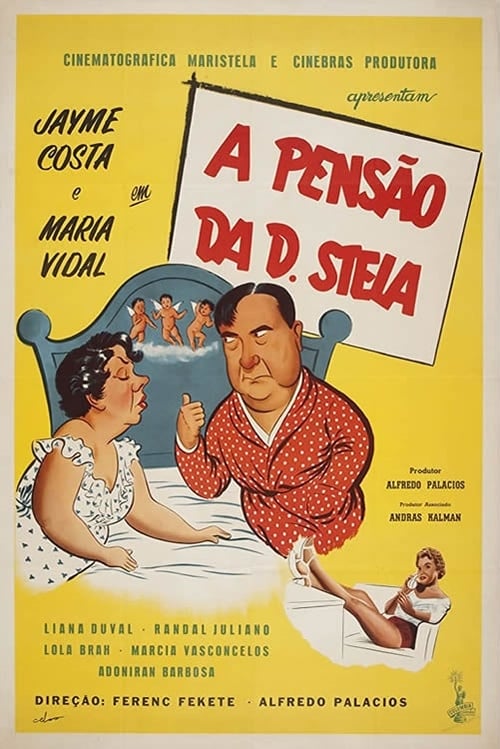 CINEMATOGRAFICA MARISTELA E CINEBRAS PRODUTORA
apresentam
JAYME
COSTA
e
MARIA
VIDAL
em
A PENSÃO
DA D. STELA
Produtor
ALFREDO PALACIOS
Produtor Associado
ANDRAS KALMAN
LIANA DUVAL · RANDAL JULIANO
LOLA BRAH · MARCIA VASCONCELOS
ADONIRAN BARBOSA
DIREÇÃO: FERENC FEKETE · ALFREDO PALACIOS
COLUMBIA